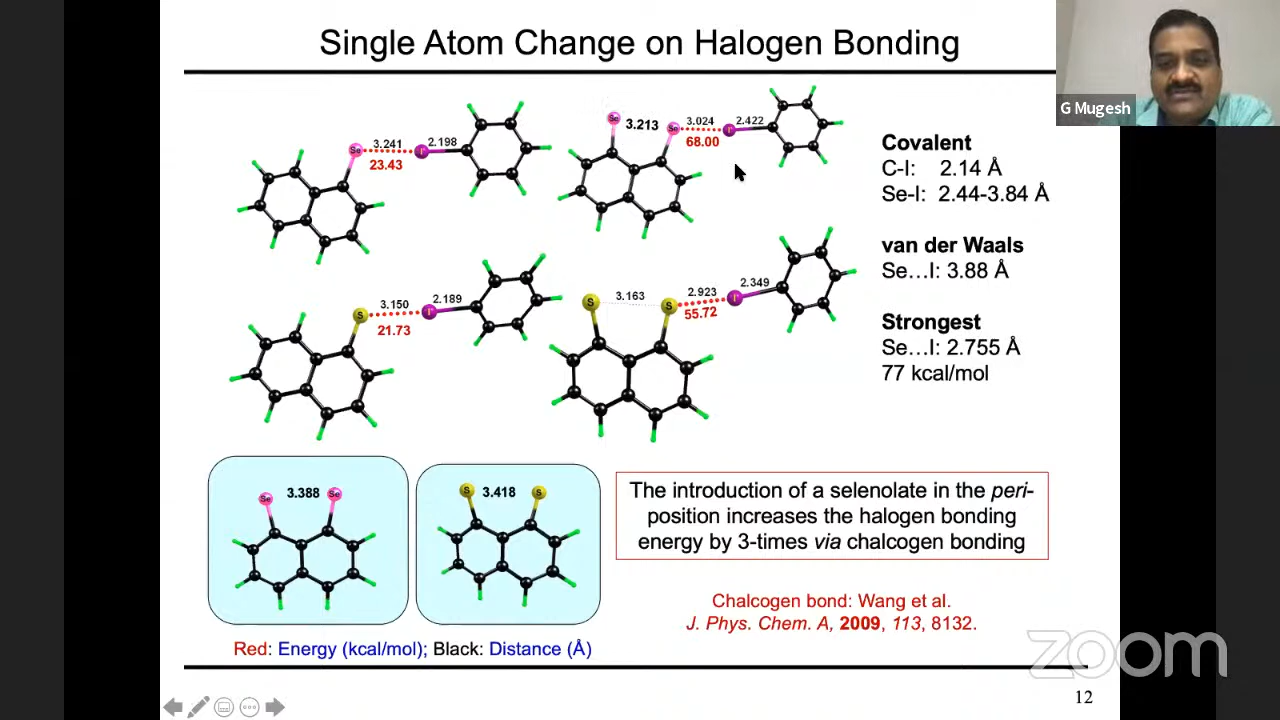 Single Atom Change on Halogen Bonding
G Mugesh
Se 3.241 I 2.198
23.43
Se 3.213 Se 3.024 I 2.422
68.00
S 3.150 I 2.189
21.73
S 3.163 S 2.923 I 2.349
55.72
Covalent
C-I: 2.14 Å
Se-I: 2.44-3.84 Å
van der Waals
Se…I: 3.88 Å
Strongest
Se…I: 2.755 Å
77 kcal/mol
Se 3.388 Se
S 3.418 S
The introduction of a selenolate in the peri-
position increases the halogen bonding
energy by 3-times via chalcogen bonding
Chalcogen bond: Wang et al.
J. Phys. Chem. A, 2009, 113, 8132.
Red: Energy (kcal/mol); Black: Distance (Å)
zoom
12